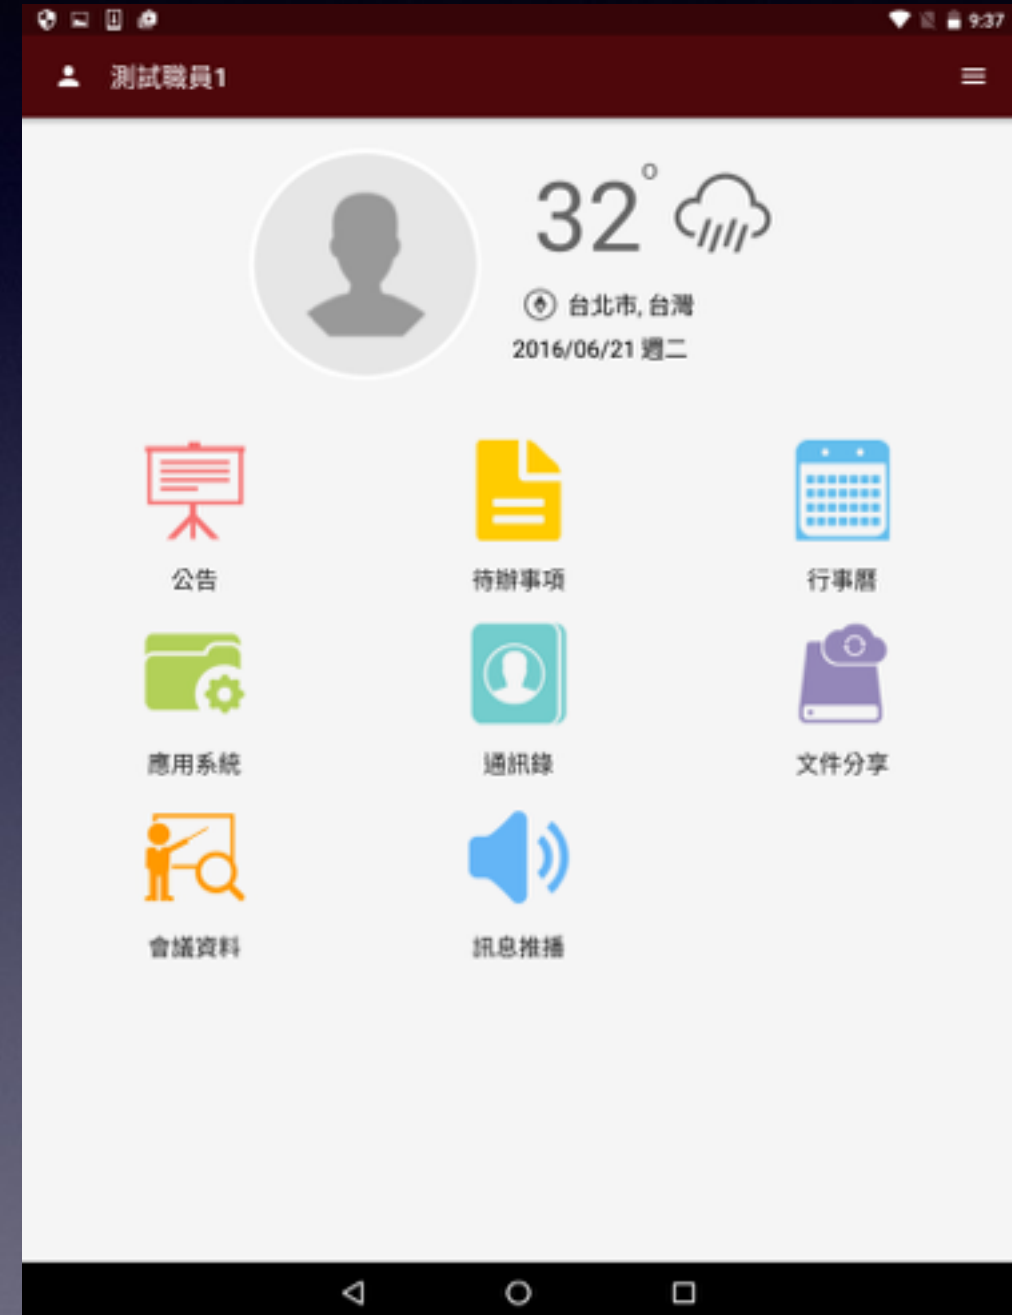 9:37
測試職員1
32°
台北市, 台灣
2016/06/21 週二
公告 待辦事項 行事曆
應用系統 通訊錄 文件分享
會議資料 訊息推播